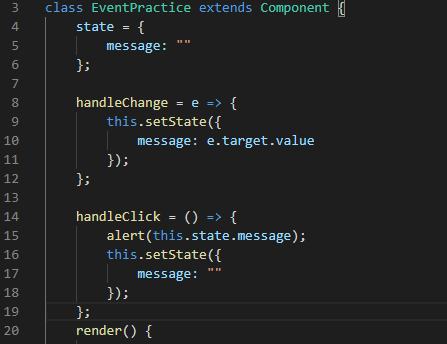 3 class EventPractice extends Component {
4 state = {
5 message: ""
6 };
7
8 handleChange = e => {
9 this.setState({
10 message: e.target.value
11 });
12 };
13
14 handleClick = () => {
15 alert(this.state.message);
16 this.setState({
17 message: ""
18 });
19 };
20 render() {